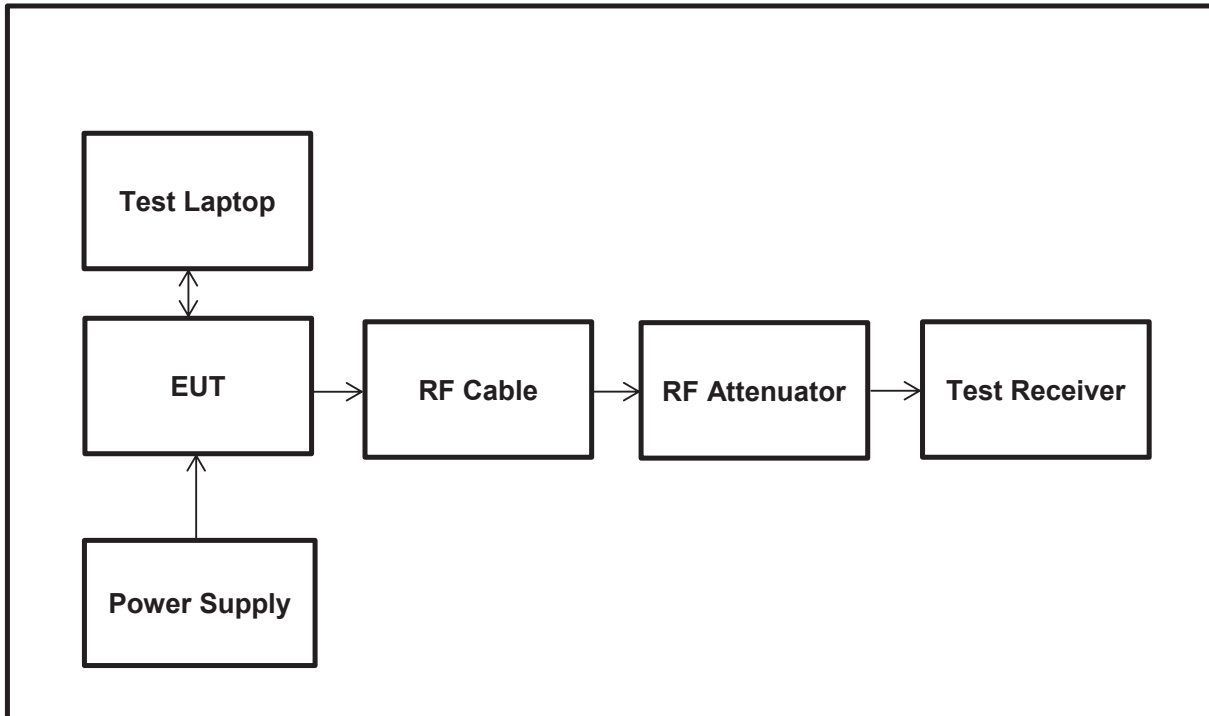 Test Laptop
EUT
RF Cable
RF Attenuator
Test Receiver
Power Supply